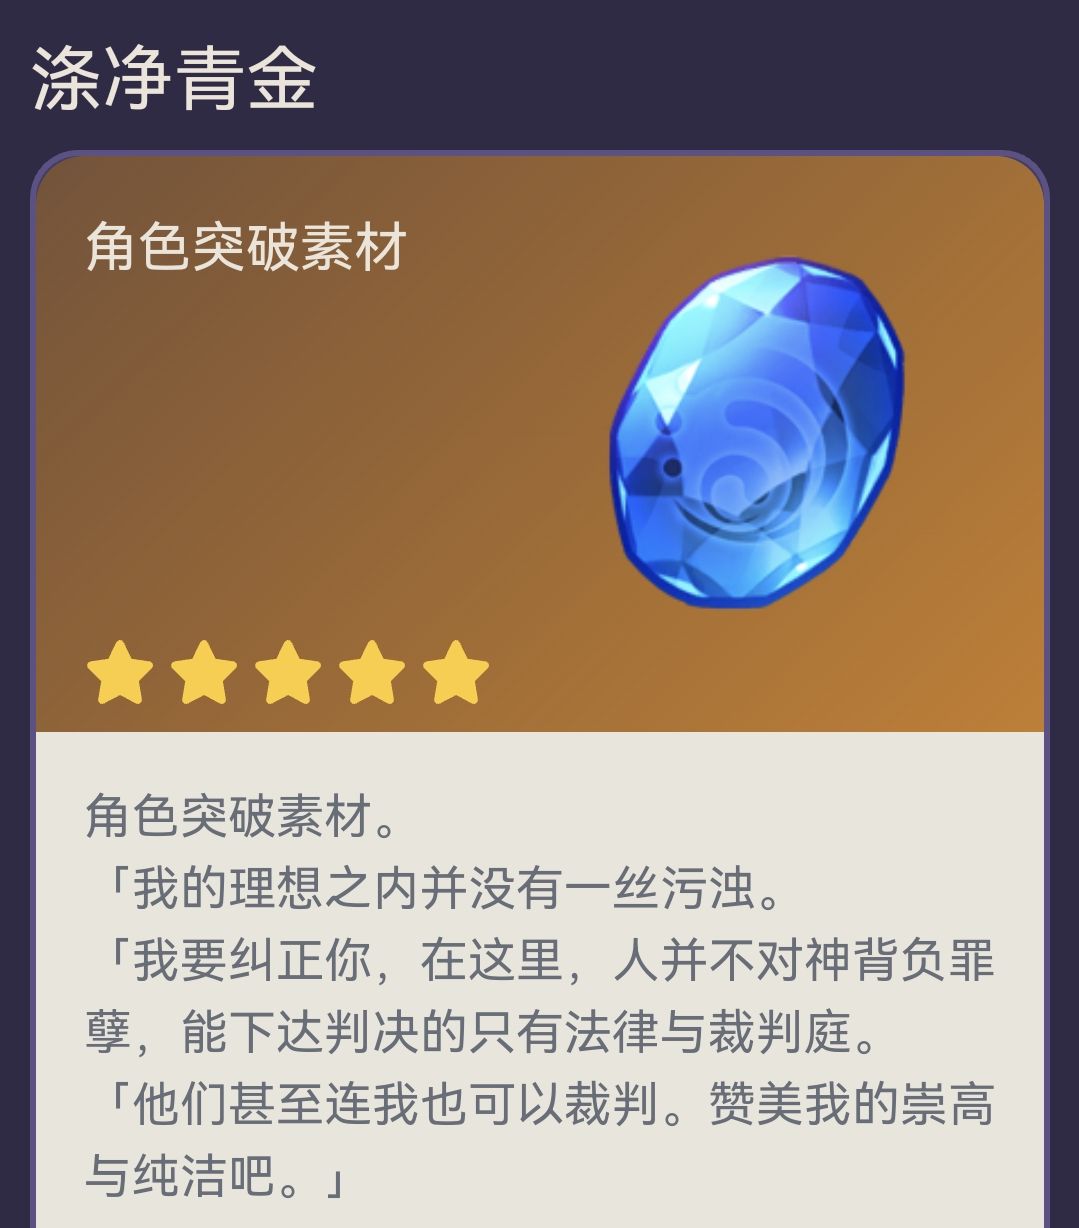 涤净青金
角色突破素材
角色突破素材。
「我的理想之内并没有一丝污浊。
「我要纠正你，在这里，人并不对神背负罪
孽，能下达判决的只有法律与裁判庭。
「他们甚至连我也可以裁判。赞美我的崇高
与纯洁吧。」